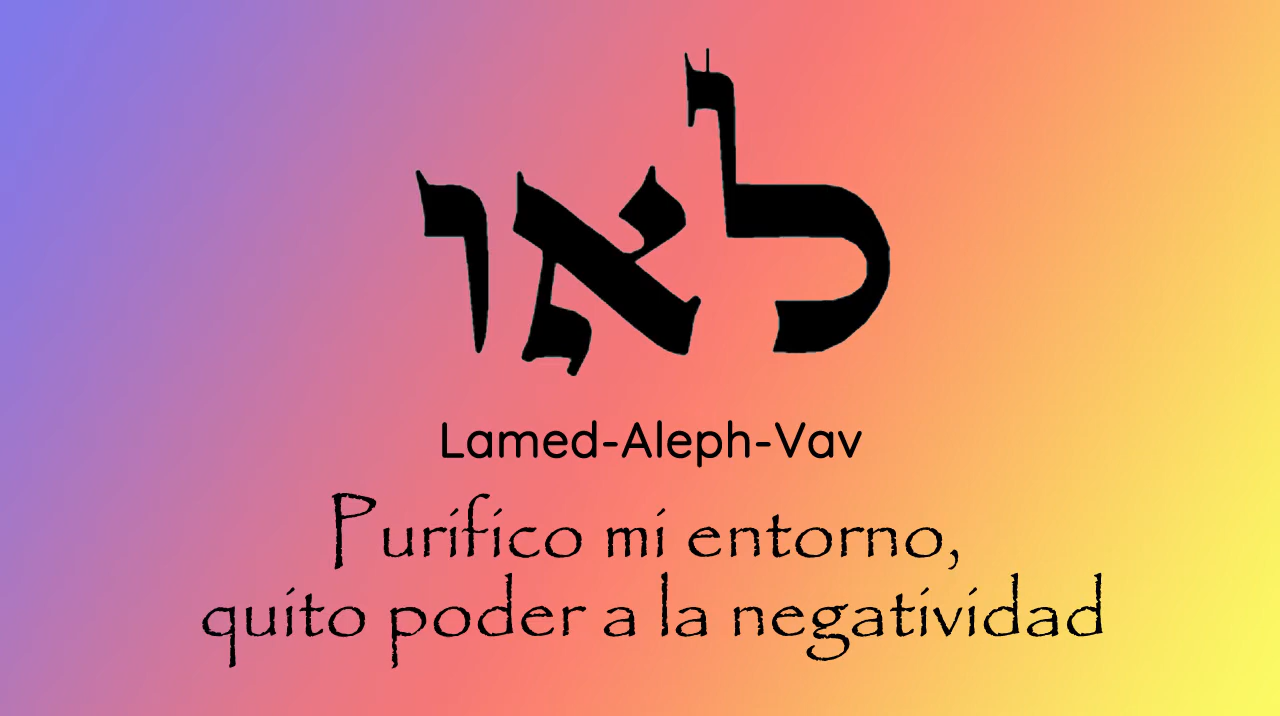 לאו
Lamed-Aleph-Vav
Purifico mi entorno,
quito poder a la negatividad